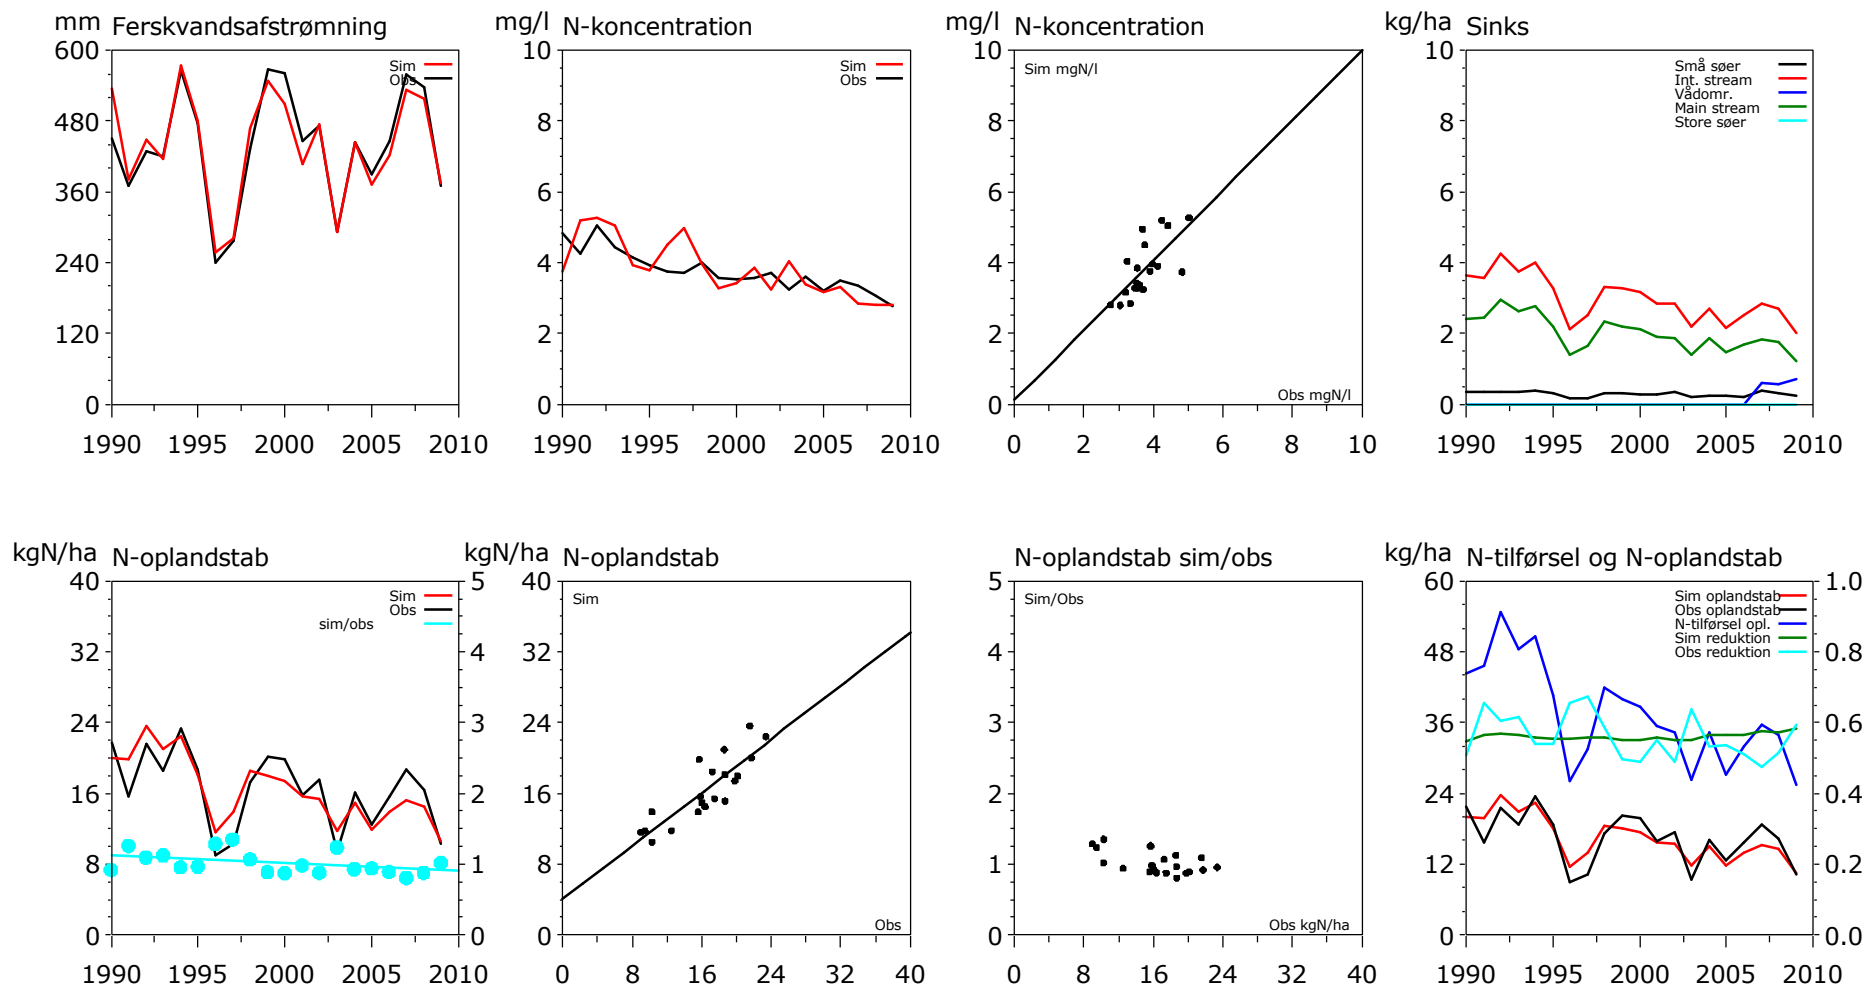 mm Ferskvandsafstrømning
600
480
360
240
120
0
Sim
Obs
1990 1995 2000 2005 2010
mg/l N-koncentration
10
8
6
4
2
0
Sim
Obs
1990 1995 2000 2005 2010
mg/l N-koncentration
10
8
6
4
2
0
Sim mgN/l
Obs mgN/l
0 2 4 6 8 10
kg/ha Sinks
10
8
6
4
2
0
Små søer
Int. stream
Vådomr.
Main stream
Store søer
1990 1995 2000 2005 2010
kgN/ha N-oplandstab
40
32
24
16
8
0
Sim
Obs
sim/obs
5
4
3
2
1
0
1990 1995 2000 2005 2010
kgN/ha N-oplandstab
40
32
24
16
8
0
Sim
Obs
0 8 16 24 32 40
N-oplandstab sim/obs
5
4
3
2
1
0
Sim/Obs
Obs kgN/ha
0 8 16 24 32 40
kg/ha N-tilførsel og N-oplandstab
60
48
36
24
12
0
Sim oplandstab
Obs oplandstab
N-tilførsel opl.
Sim reduktion
Obs reduktion
1.0
0.8
0.6
0.4
0.2
0.0
1990 1995 2000 2005 2010